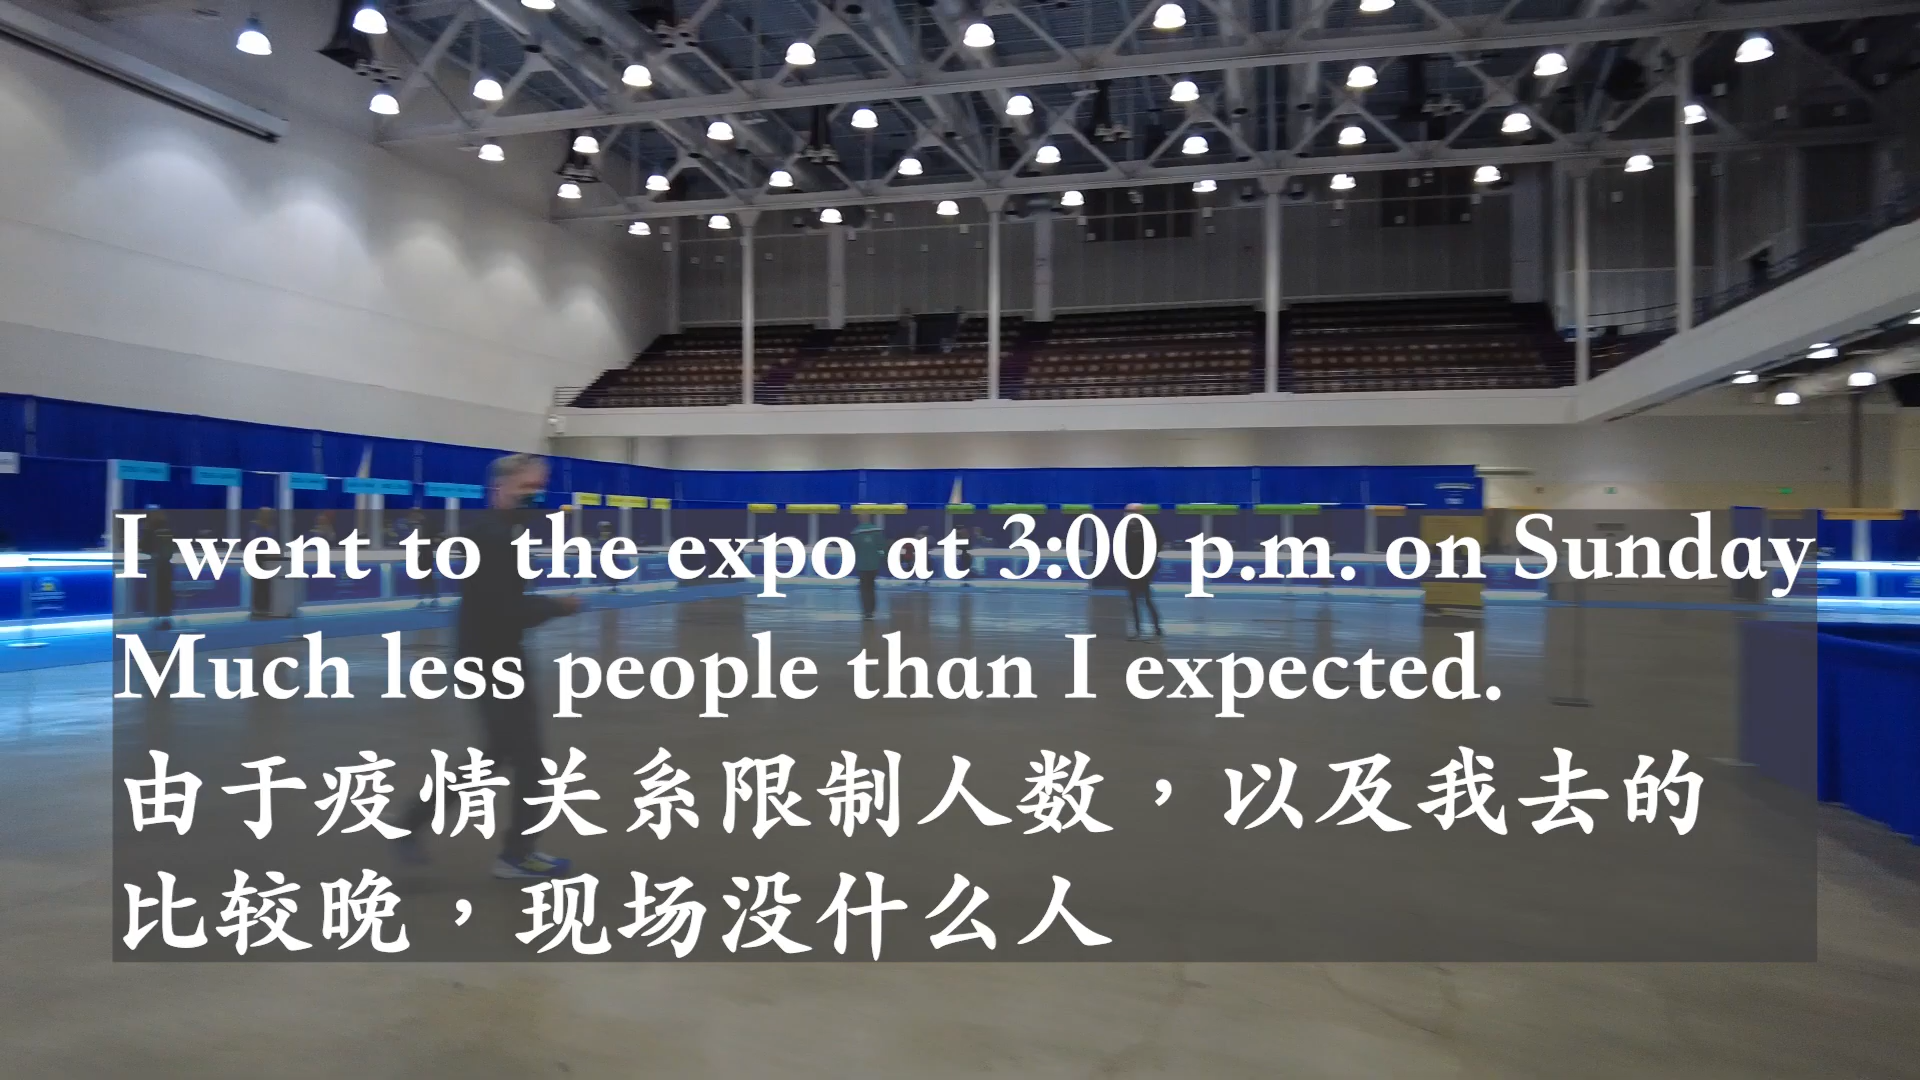 I went to the expo at 3:00 p.m. on Sunday
Much less people than I expected.
由于疫情关系限制人数，以及我去的
比较晚，现场没什么人